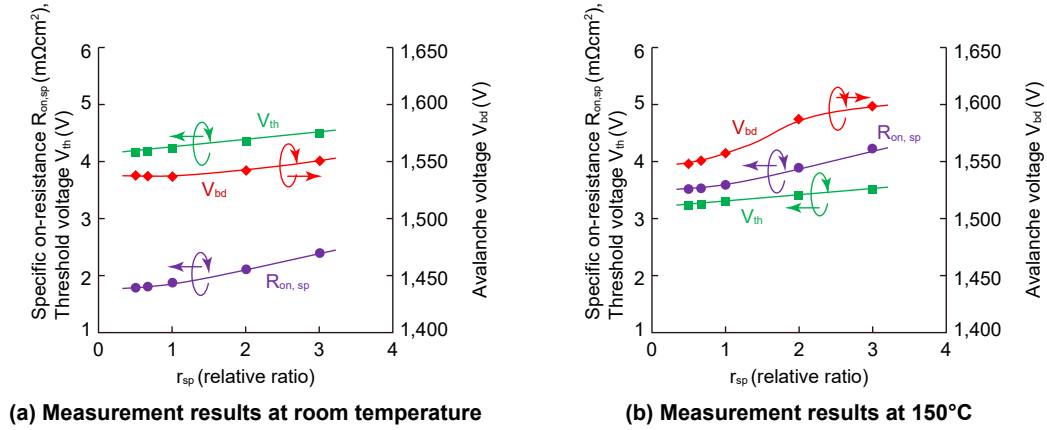 Specific on-resistance Ron,sp (mΩcm²),
Threshold voltage Vth (V)
6
5
4
3
2
1
0
1
2
3
4
rsp (relative ratio)
1,650
1,600
1,550
1,500
1,450
1,400
Avalanche voltage Vbd (V)
Vth
Vbd
Ron, sp
(a) Measurement results at room temperature
Specific on-resistance Ron,sp (mΩcm²),
Threshold voltage Vth (V)
6
5
4
3
2
1
0
1
2
3
4
rsp (relative ratio)
1,650
1,600
1,550
1,500
1,450
1,400
Avalanche voltage Vbd (V)
Vbd
Ron, sp
Vth
(b) Measurement results at 150°C